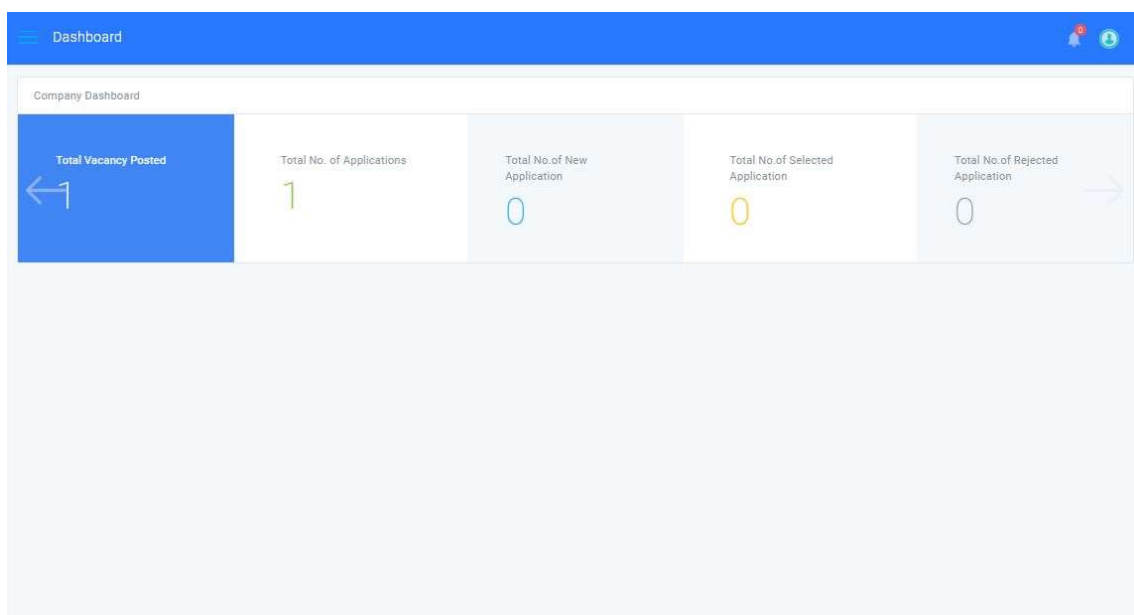 Dashboard
0
Company Dashboard
Total Vacancy Posted
1
Total No. of Applications
1
Total No.of New
Application
0
Total No.of Selected
Application
0
Total No.of Rejected
Application
0